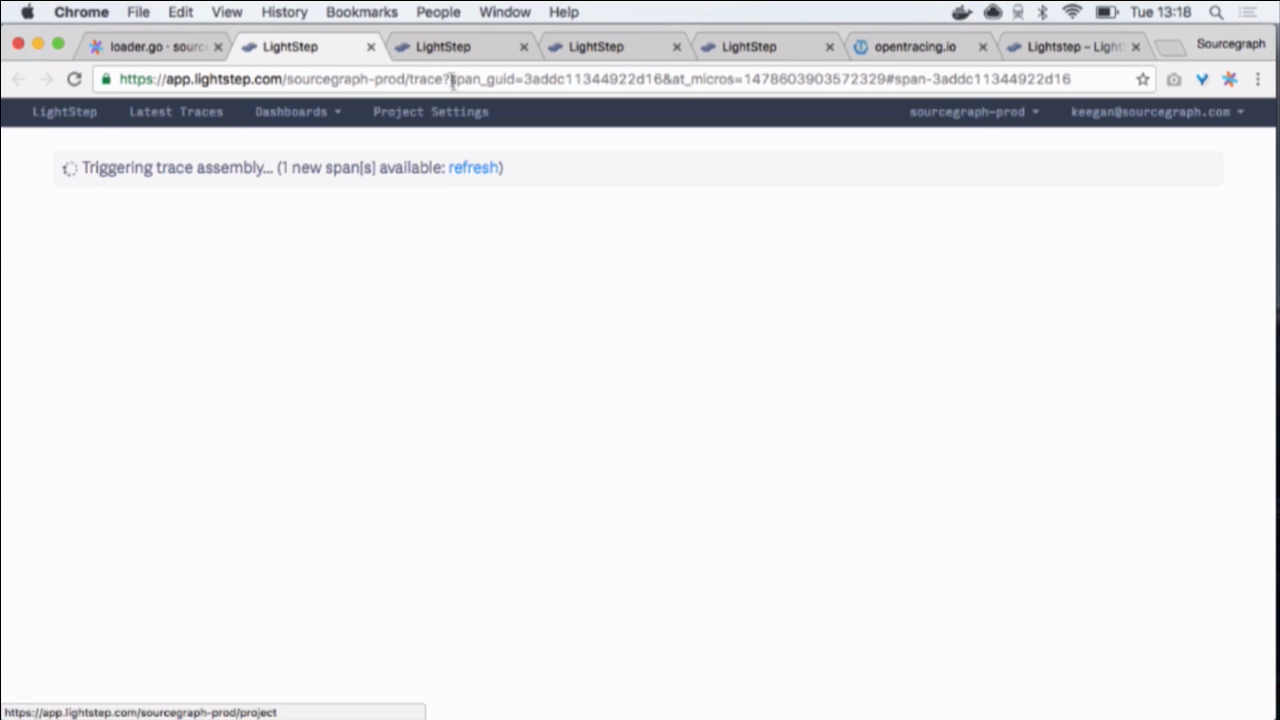 Chrome File Edit View History Bookmarks People Window Help Tue 13:18
loader.go · sourc LightStep LightStep LightStep LightStep opentracing.io Lightstep – Light Sourcegraph
https://app.lightstep.com/sourcegraph-prod/trace?span_guid=3addc11344922d16&at_micros=1478603903572329#span-3addc11344922d16
LightStep Latest Traces Dashboards Project Settings sourcegraph-prod keegan@sourcegraph.com
Triggering trace assembly... (1 new span[s] available: refresh)
https://app.lightstep.com/sourcegraph-prod/project